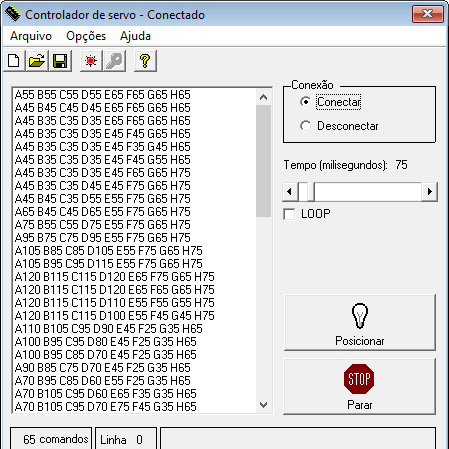 Controlador de servo - Conectado
Arquivo Opções Ajuda
A55 B55 C55 D55 E65 F65 G65 H65
A45 B45 C45 D45 E65 F65 G65 H65
A45 B35 C35 D35 E65 F65 G65 H65
A45 B35 C35 D35 E45 F45 G65 H65
A45 B35 C35 D35 E45 F35 G45 H65
A45 B35 C35 D35 E45 F45 G55 H65
A45 B35 C35 D45 E45 F65 G75 H65
A45 B35 C35 D45 E65 F75 G65 H75
A45 B45 C35 D65 E65 F75 G65 H75
A65 B45 C45 D65 E55 F75 G60 H75
A75 B55 C55 D75 E55 F75 G65 H75
A95 B75 C75 D95 E55 F75 G65 H75
A105 B85 C85 D105 E55 F75 G65 H75
A105 B95 C95 D115 E55 F75 G65 H75
A120 B115 C115 D120 E65 F75 G65 H75
A120 B115 C115 D120 E65 F65 G65 H75
A120 B115 C115 D110 E55 F55 G55 H75
A120 B115 C115 D100 E55 F45 G45 H75
A110 B105 C95 D90 E45 F25 G35 H65
A100 B95 C95 D80 E45 F25 G35 H65
A100 B95 C85 D70 E45 F25 G35 H65
A90 B85 C75 D70 E45 F25 G35 H65
A70 B95 C85 D60 E55 F25 G35 H65
A70 B105 C95 D60 E65 F35 G35 H65
A70 B105 C95 D70 E75 F45 G35 H65
Conexão
Conectar
Desconectar
Tempo (milisegundos): 75
LOOP
Posicionar
STOP
Parar
65 comandos
Linha 0